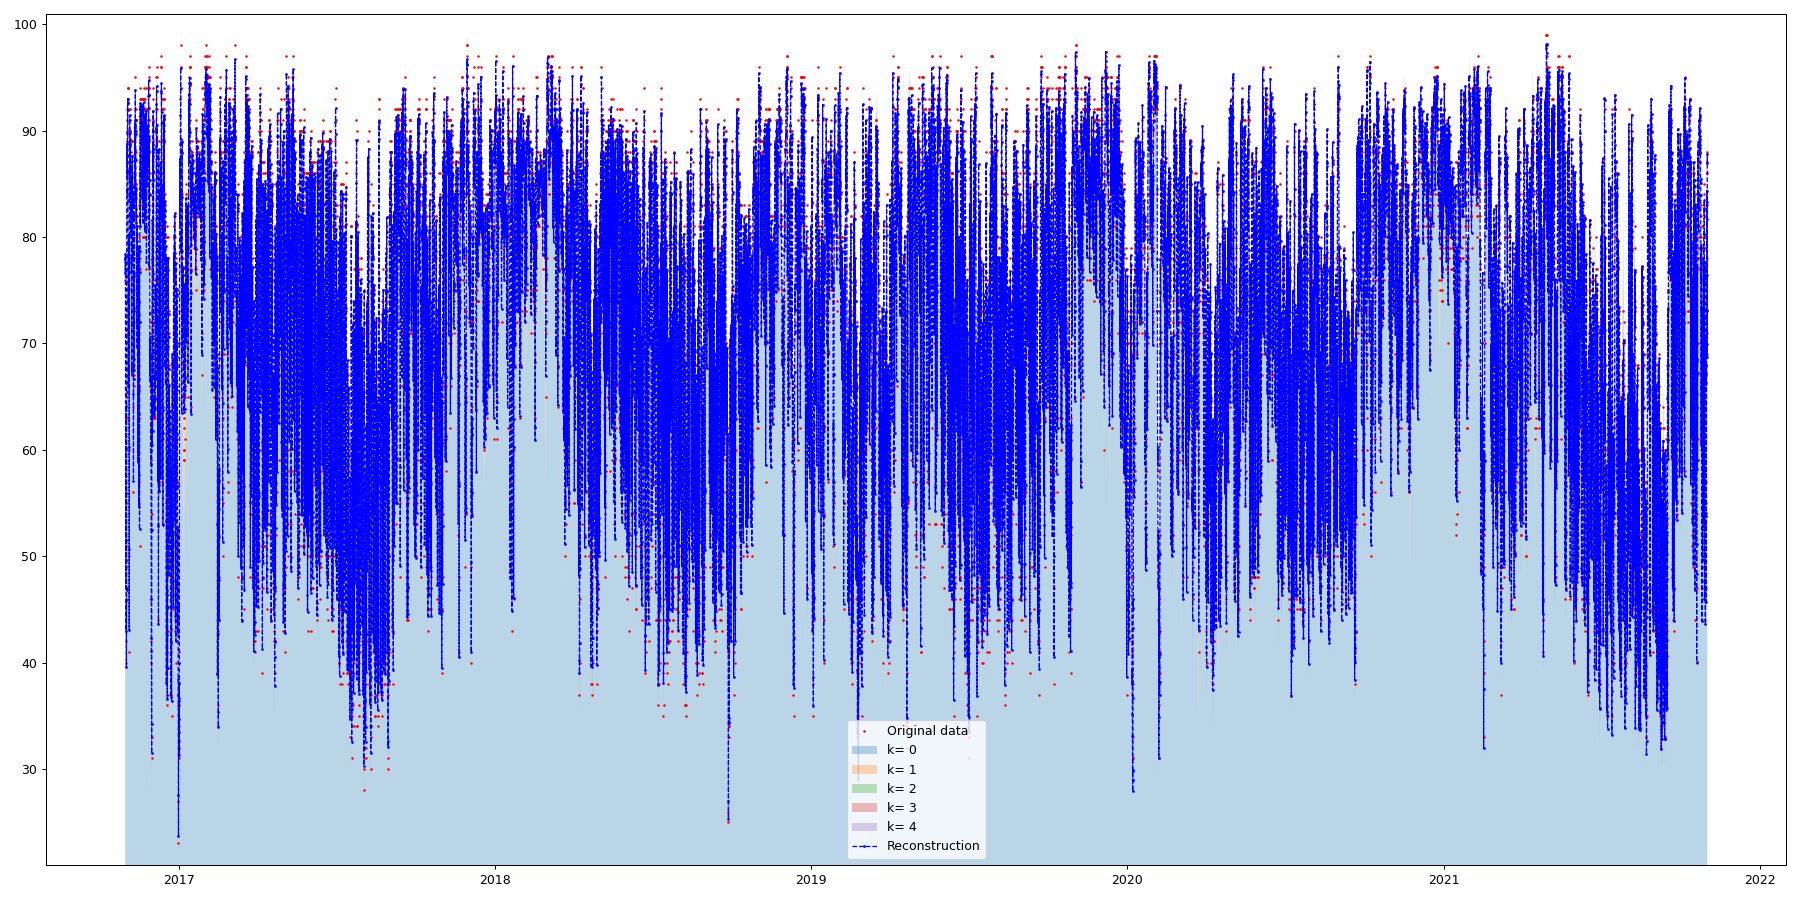 100
90
80
70
60
50
40
30
Original data
k= 0
k= 1
k= 2
k= 3
k= 4
Reconstruction
2017
2018
2019
2020
2021
2022